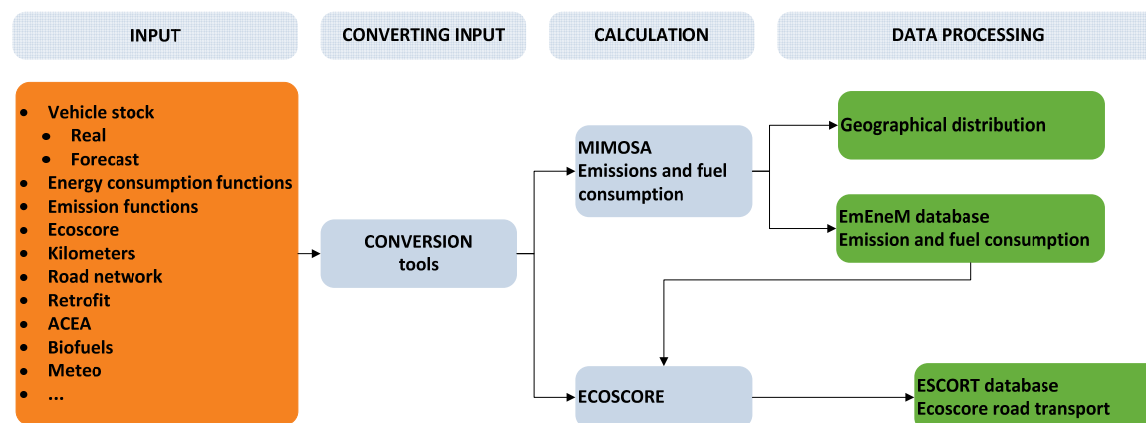 INPUT
CONVERTING INPUT
CALCULATION
DATA PROCESSING
• Vehicle stock
• Real
• Forecast
• Energy consumption functions
• Emission functions
• Ecoscore
• Kilometers
• Road network
• Retrofit
• ACEA
• Biofuels
• Meteo
• ...
CONVERSION
tools
MIMOSA
Emissions and fuel
consumption
Geographical distribution
EmEneM database
Emission and fuel consumption
ECOSCORE
ESCORT database
Ecoscore road transport